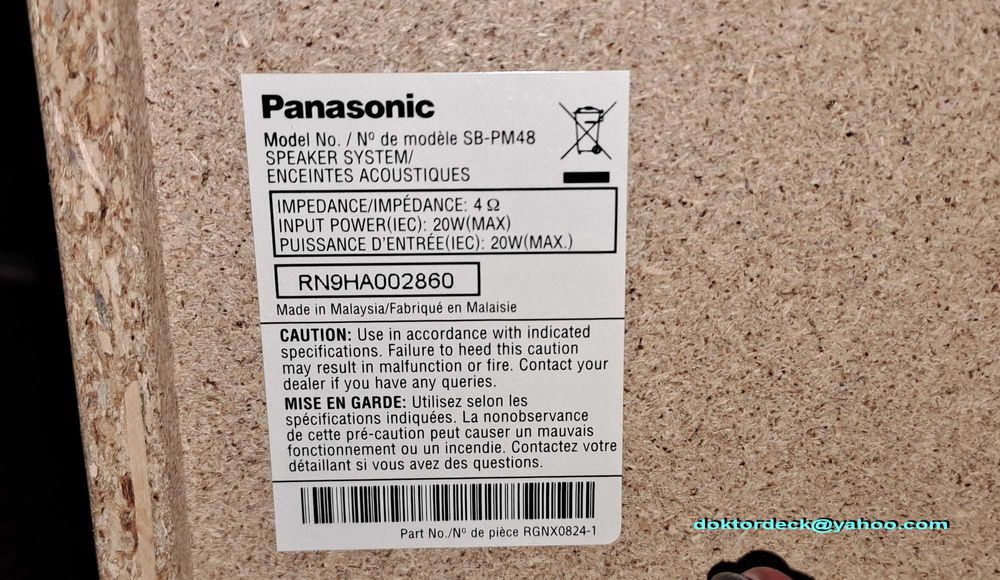 Panasonic
Model No. / Nº de modèle SB-PM48
SPEAKER SYSTEM/
ENCEINTES ACOUSTIQUES
IMPEDANCE/IMPÉDANCE: 4 Ω
INPUT POWER(IEC): 20W(MAX)
PUISSANCE D'ENTRÉE(IEC): 20W(MAX.)
RN9HA002860
Made in Malaysia/Fabriqué en Malaisie
CAUTION: Use in accordance with indicated
specifications. Failure to heed this caution
may result in malfunction or fire. Contact your
dealer if you have any queries.
MISE EN GARDE: Utilisez selon les
spécifications indiquées. La nonobservance
de cette pré-caution peut causer un mauvais
fonctionnement ou un incendie. Contactez votre
détaillant si vous avez des questions.
Part No./Nº de pièce RGNX0824-1
doktordeck@yahoo.com